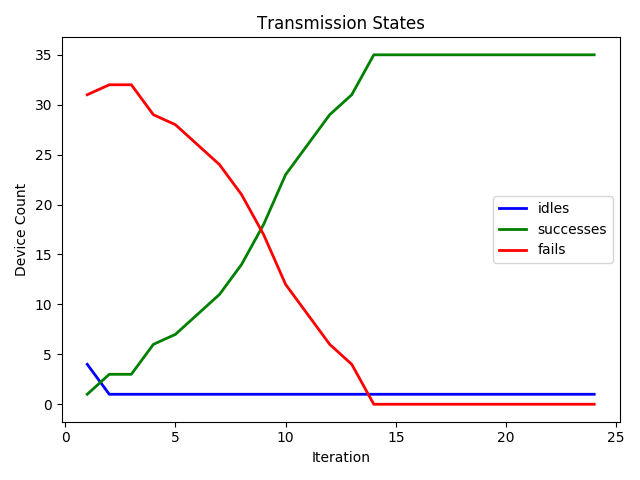 Transmission States
35
30
25
20
15
10
5
0
Device Count
idles
successes
fails
0 5 10 15 20 25
Iteration